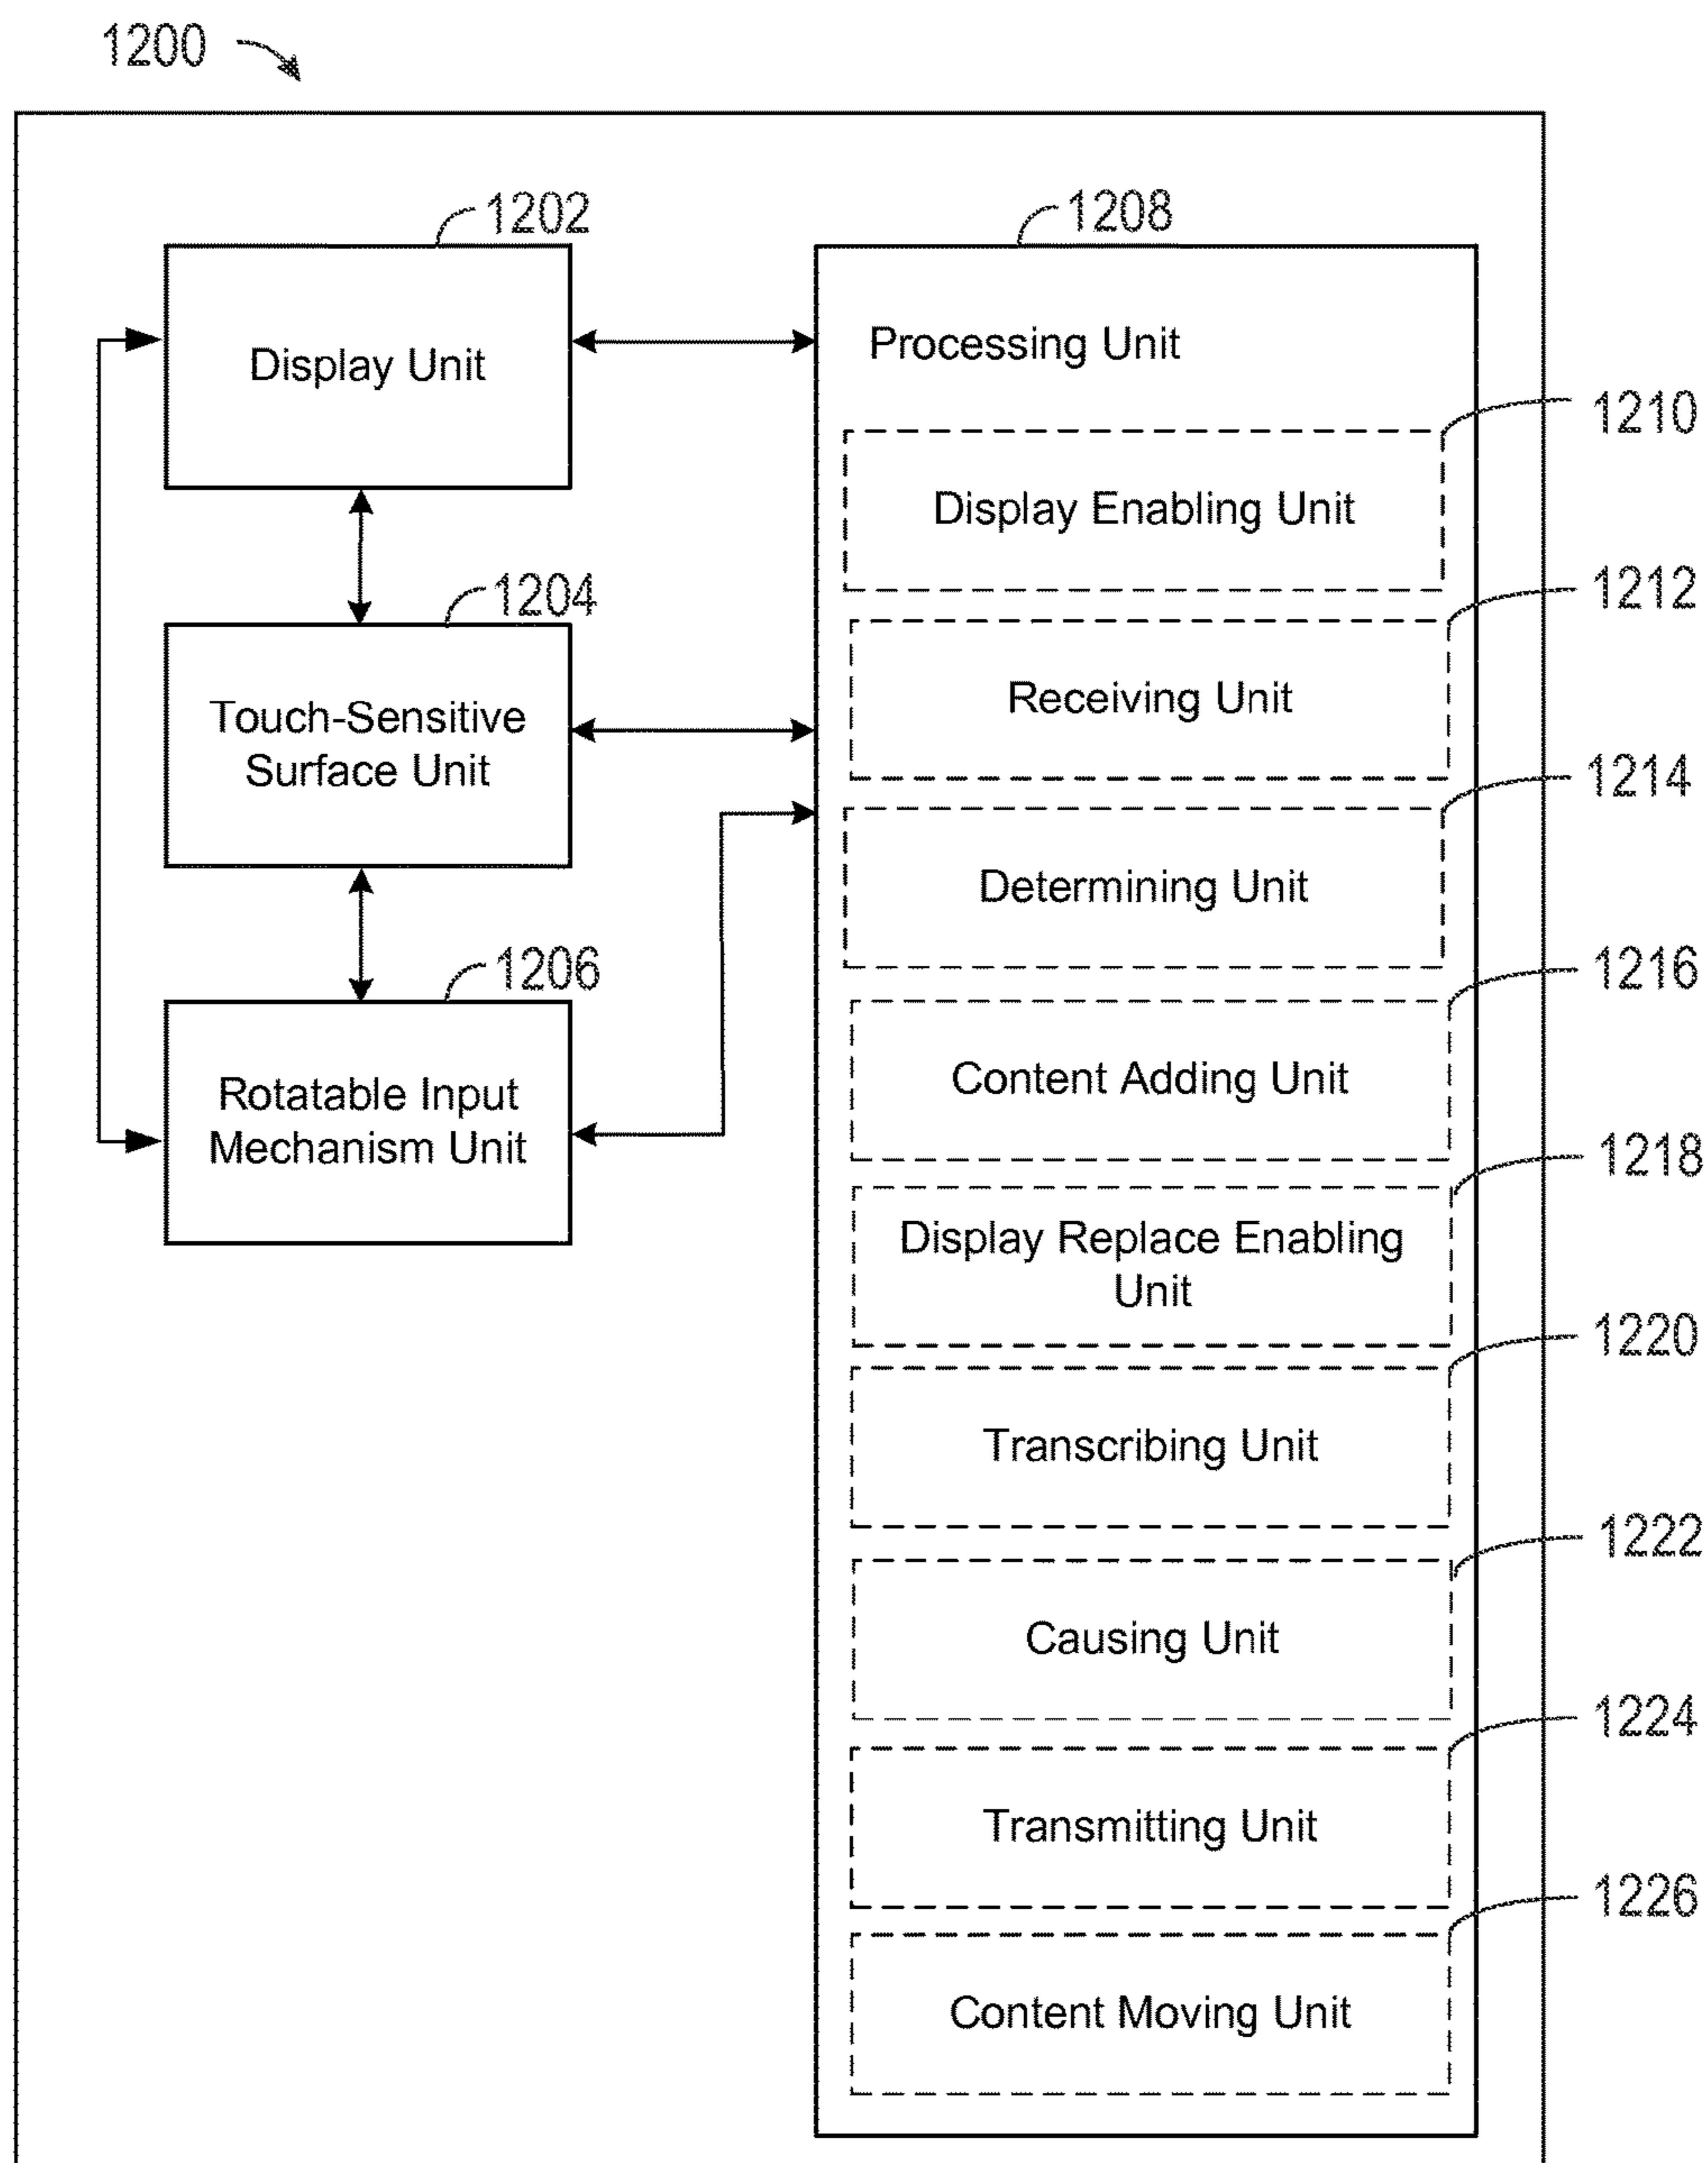 1200
1202
Display Unit
1204
Touch-Sensitive
Surface Unit
1206
Rotatable Input
Mechanism Unit
1208
Processing Unit
1210
Display Enabling Unit
1212
Receiving Unit
1214
Determining Unit
1216
Content Adding Unit
1218
Display Replace Enabling
Unit
1220
Transcribing Unit
1222
Causing Unit
1224
Transmitting Unit
1226
Content Moving Unit